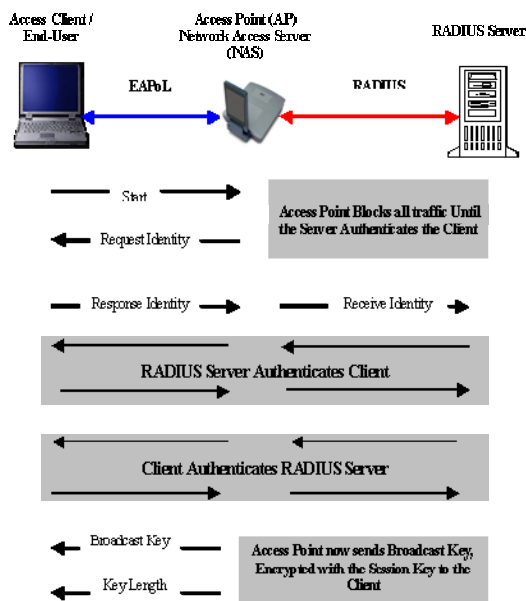 Access Client /
End-User
Access Point (AP)
Network Access Server
(NAS)
RADIUS Server
EAPoL
RADIUS
Start
Access Point Blocks all traffic Until
the Server Authenticates the Client
Request Identity
Response Identity
Receive Identity
RADIUS Server Authenticates Client
Client Authenticates RADIUS Server
Broadcast Key
Access Point now sends Broadcast Key,
Encrypted with the Session Key to the
Client
Key Length